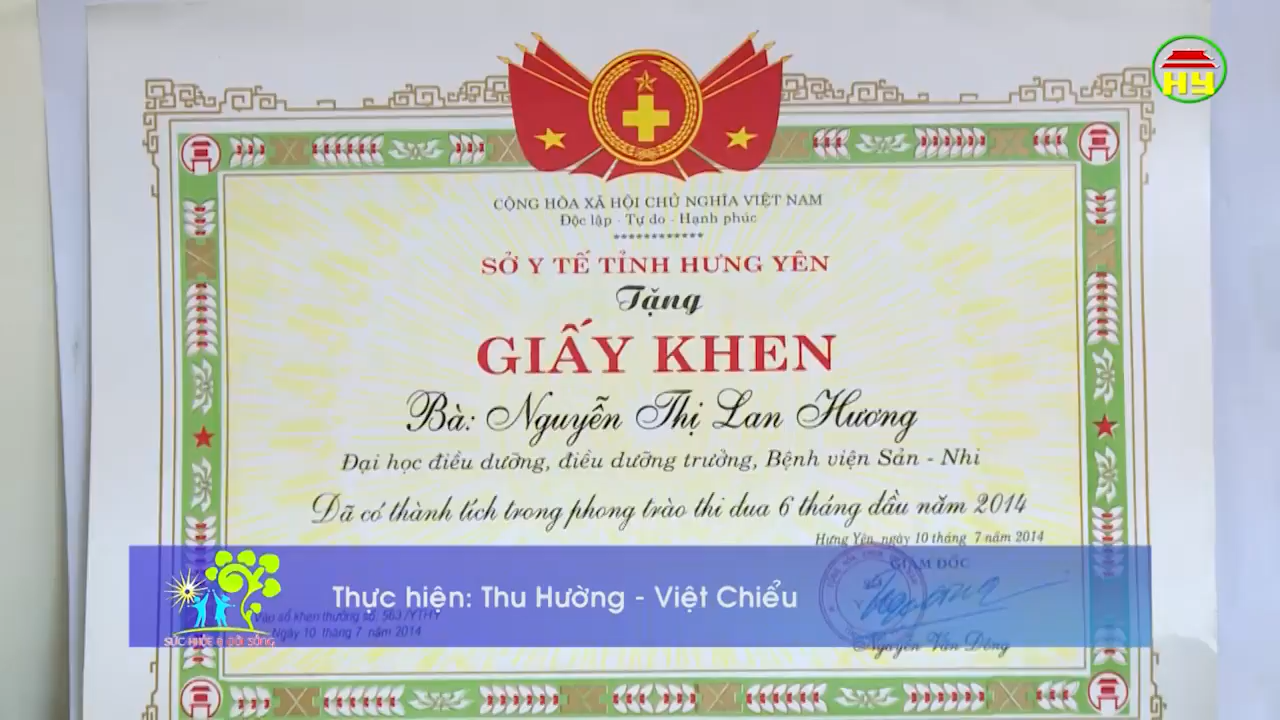 HY
CỘNG HÒA XÃ HỘI CHỦ NGHĨA VIỆT NAM
Độc lập - Tự do - Hạnh phúc
************
SỞ Y TẾ TỈNH HƯNG YÊN
Tặng
GIẤY KHEN
Bà: Nguyễn Thị Lan Hương
Đại học điều dưỡng, điều dưỡng trưởng, Bệnh viện Sản - Nhi
Đã có thành tích trong phong trào thi đua 6 tháng đầu năm 2014
Hưng Yên, ngày 10 tháng 7 năm 2014
GIÁM ĐỐC
Thực hiện: Thu Hường - Việt Chiểu
Vào sổ khen thưởng số: 563/YTHY
Ngày 10 tháng 7 năm 2014
SỨC KHỎE & ĐỜI SỐNG
Nguyễn Văn Đông